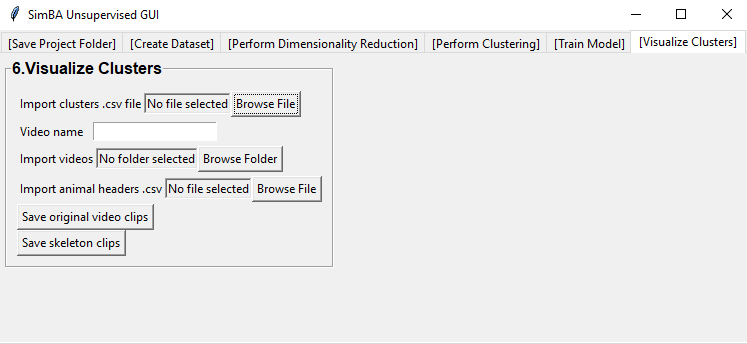 SimBA Unsupervised GUI
[Save Project Folder] [Create Dataset] [Perform Dimensionality Reduction] [Perform Clustering] [Train Model] [Visualize Clusters]
6.Visualize Clusters
Import clusters .csv file No file selected Browse File
Video name
Import videos No folder selected Browse Folder
Import animal headers .csv No file selected Browse File
Save original video clips
Save skeleton clips